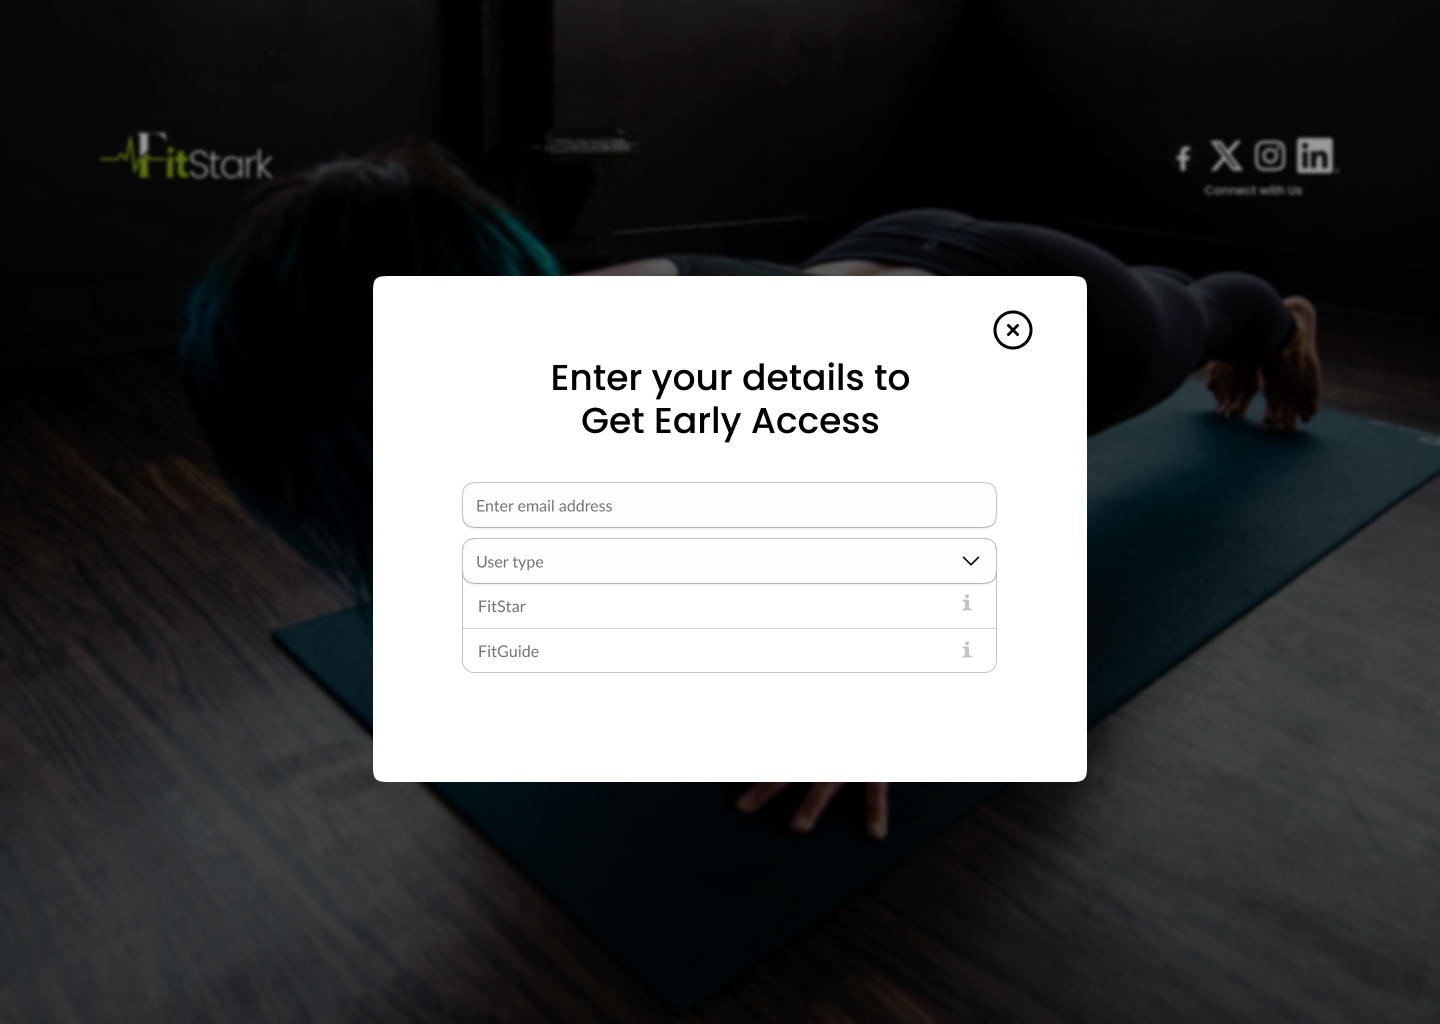 FitStark
Connect with Us
Enter your details to
Get Early Access
Enter email address
User type
FitStar
FitGuide